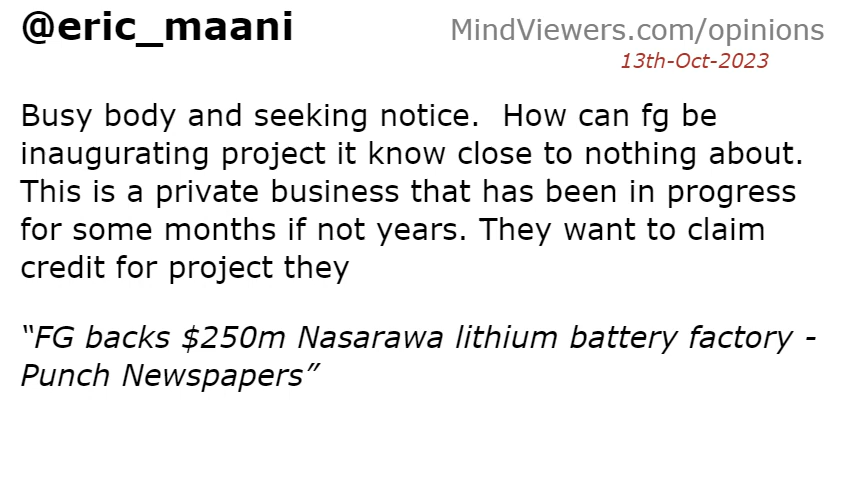 @eric_maani
MindViewers.com/opinions
13th-Oct-2023
Busy body and seeking notice.  How can fg be
inaugurating project it know close to nothing about.
This is a private business that has been in progress
for some months if not years. They want to claim
credit for project they
“FG backs $250m Nasarawa lithium battery factory -
Punch Newspapers”